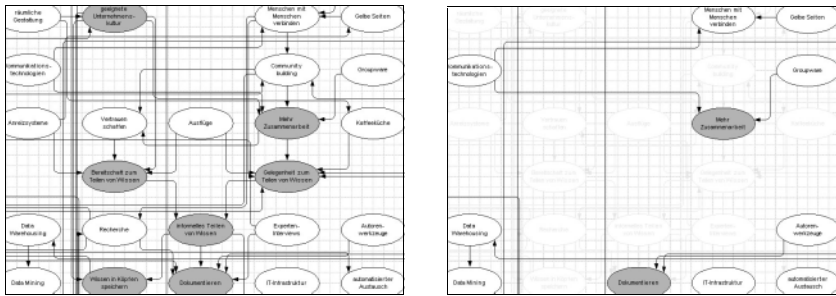 räumliche
Gestaltung
geeignete
Unternehmens-
kultur
Menschen mit
Menschen
verbinden
Gelbe Seiten
Kommunikations-
technologien
Community
building
Groupware
Anreizsysteme
Vertrauen
schaffen
Ausflüge
Mehr
Zusammenarbeit
Kaffeeküche
Bereitschaft zum
Teilen von Wissen
Gelegenheit zum
Teilen von Wissen
Data
Warehousing
Recherche
informelles Teilen
von Wissen
Experten-
Interviews
Autoren-
werkzeuge
Data Mining
Wissen in Köpfen
speichern
Dokumentieren
IT-Infrastruktur
automatisierter
Austausch
Menschen mit
Menschen
verbinden
Gelbe Seiten
Kommunikations-
technologien
Groupware
Mehr
Zusammenarbeit
Data
Warehousing
Autoren-
werkzeuge
Data Mining
Dokumentieren
IT-Infrastruktur
automatisierter
Austausch